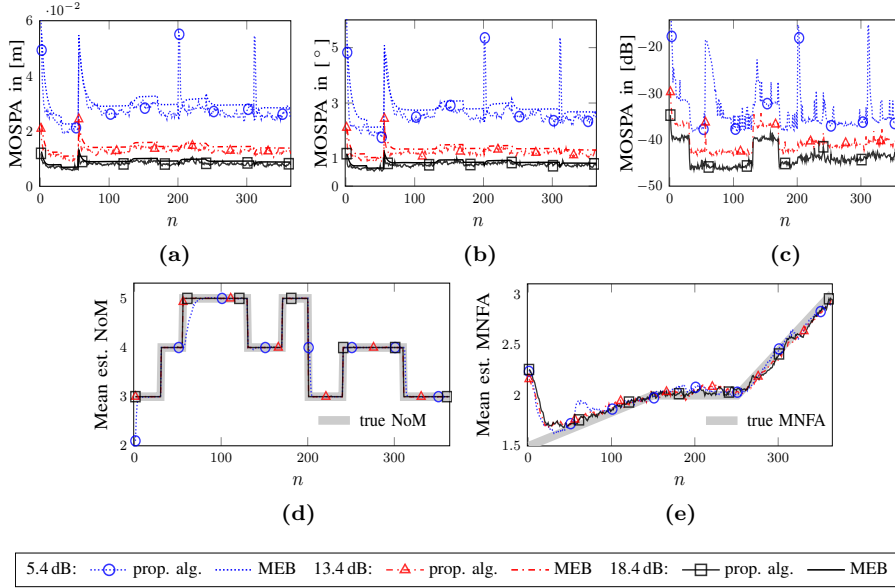 6 ·10⁻²
4
2
0
MOSPA in [m]
0 100 200 300
n
(a)
5
2.5
0
MOSPA in [°]
0 100 200 300
n
(b)
−20
−30
−40
−50
MOSPA in [dB]
0 100 200 300
n
(c)
5
4
3
2
Mean est. NoM
true NoM
0 100 200 300
n
(d)
3
2.5
2
1.5
Mean est. MNFA
true MNFA
0 100 200 300
n
(e)
5.4 dB: prop. alg. MEB 13.4 dB: prop. alg. MEB 18.4 dB: prop. alg. MEB